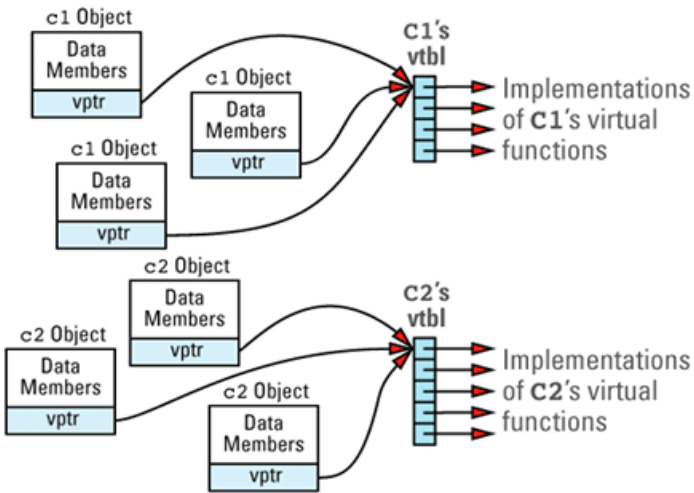 c1 Object
Data
Members
vptr
c1 Object
Data
Members
vptr
c1 Object
Data
Members
vptr
C1's
vtbl
Implementations
of C1's virtual
functions
c2 Object
Data
Members
vptr
c2 Object
Data
Members
vptr
c2 Object
Data
Members
vptr
C2's
vtbl
Implementations
of C2's virtual
functions